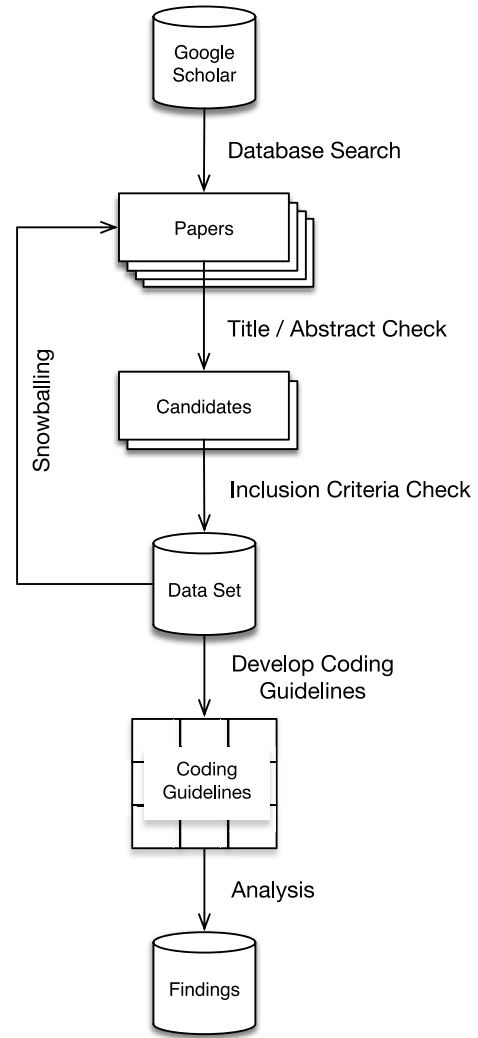 Google
Scholar
Database Search
Papers
Title / Abstract Check
Snowballing
Candidates
Inclusion Criteria Check
Data Set
Develop Coding
Guidelines
Coding
Guidelines
Analysis
Findings